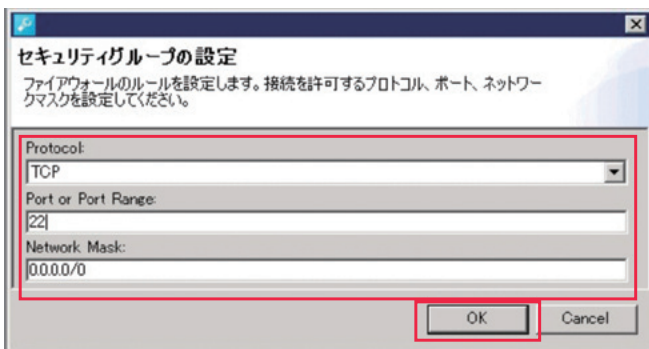 セキュリティグループの設定
ファイアウォールのルールを設定します。接続を許可するプロトコル、ポート、ネットワー
クマスクを設定してください。
Protocol:
TCP
Port or Port Range:
22
Network Mask:
0.0.0.0/0
OK
Cancel